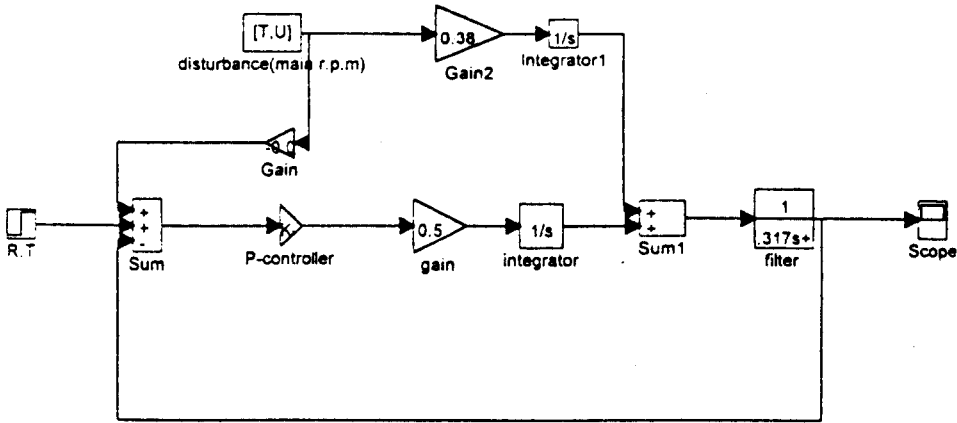 [T,U]
disturbance(main r.p.m)
0.38
Gain2
1/s
Integrator1
Gain
R.T
+
+
-
Sum
P-controller
0.5
gain
1/s
integrator
+
+
Sum1
1
.317s+
filter
Scope